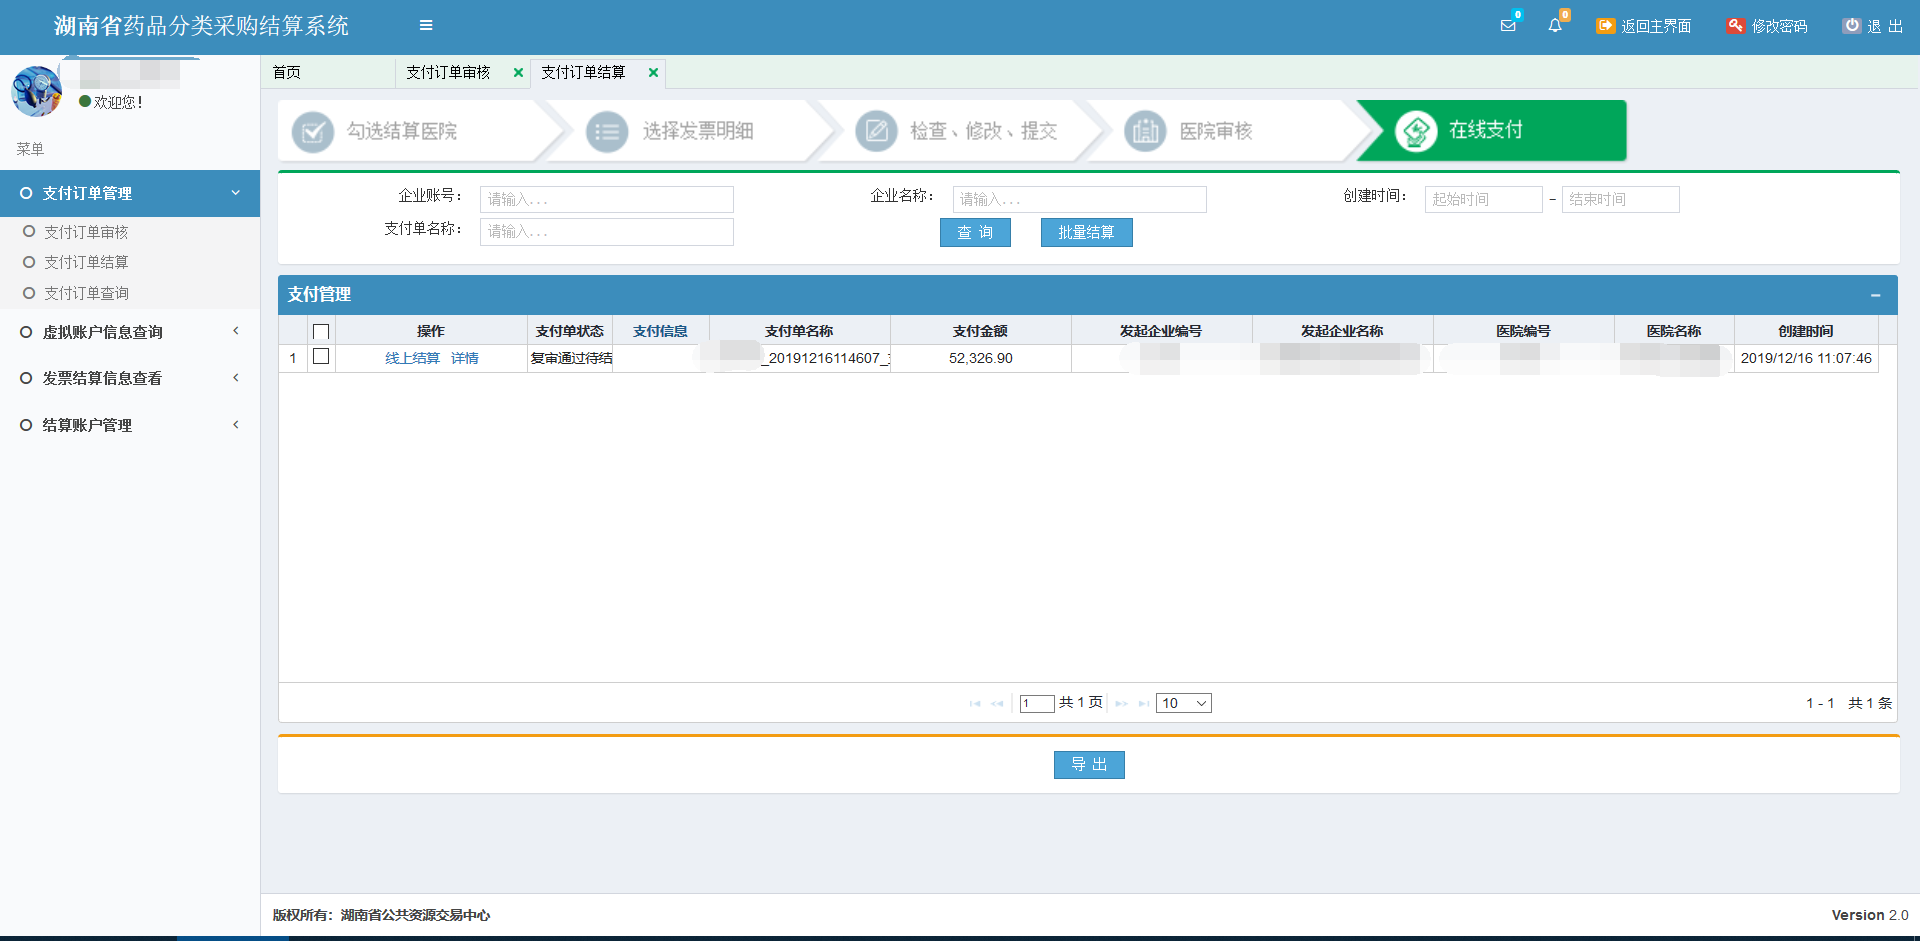 湖南省药品分类采购结算系统
0
0
返回主界面
修改密码
退 出
欢迎您!
菜单
支付订单管理
支付订单审核
支付订单结算
支付订单查询
虚拟账户信息查询
发票结算信息查看
结算账户管理
首页
支付订单审核
支付订单结算
勾选结算医院
选择发票明细
检查、修改、提交
医院审核
在线支付
企业账号：
请输入...
企业名称：
请输入...
创建时间：
起始时间
-
结束时间
支付单名称：
请输入...
查 询
批量结算
支付管理
操作 支付单状态 支付信息 支付单名称 支付金额 发起企业编号 发起企业名称 医院编号 医院名称 创建时间
1 线上结算 详情 复审通过待结 _20191216114607_ 52,326.90 2019/12/16 11:07:46
1 共 1 页 10
1 - 1 共 1 条
导 出
版权所有：湖南省公共资源交易中心
Version 2.0